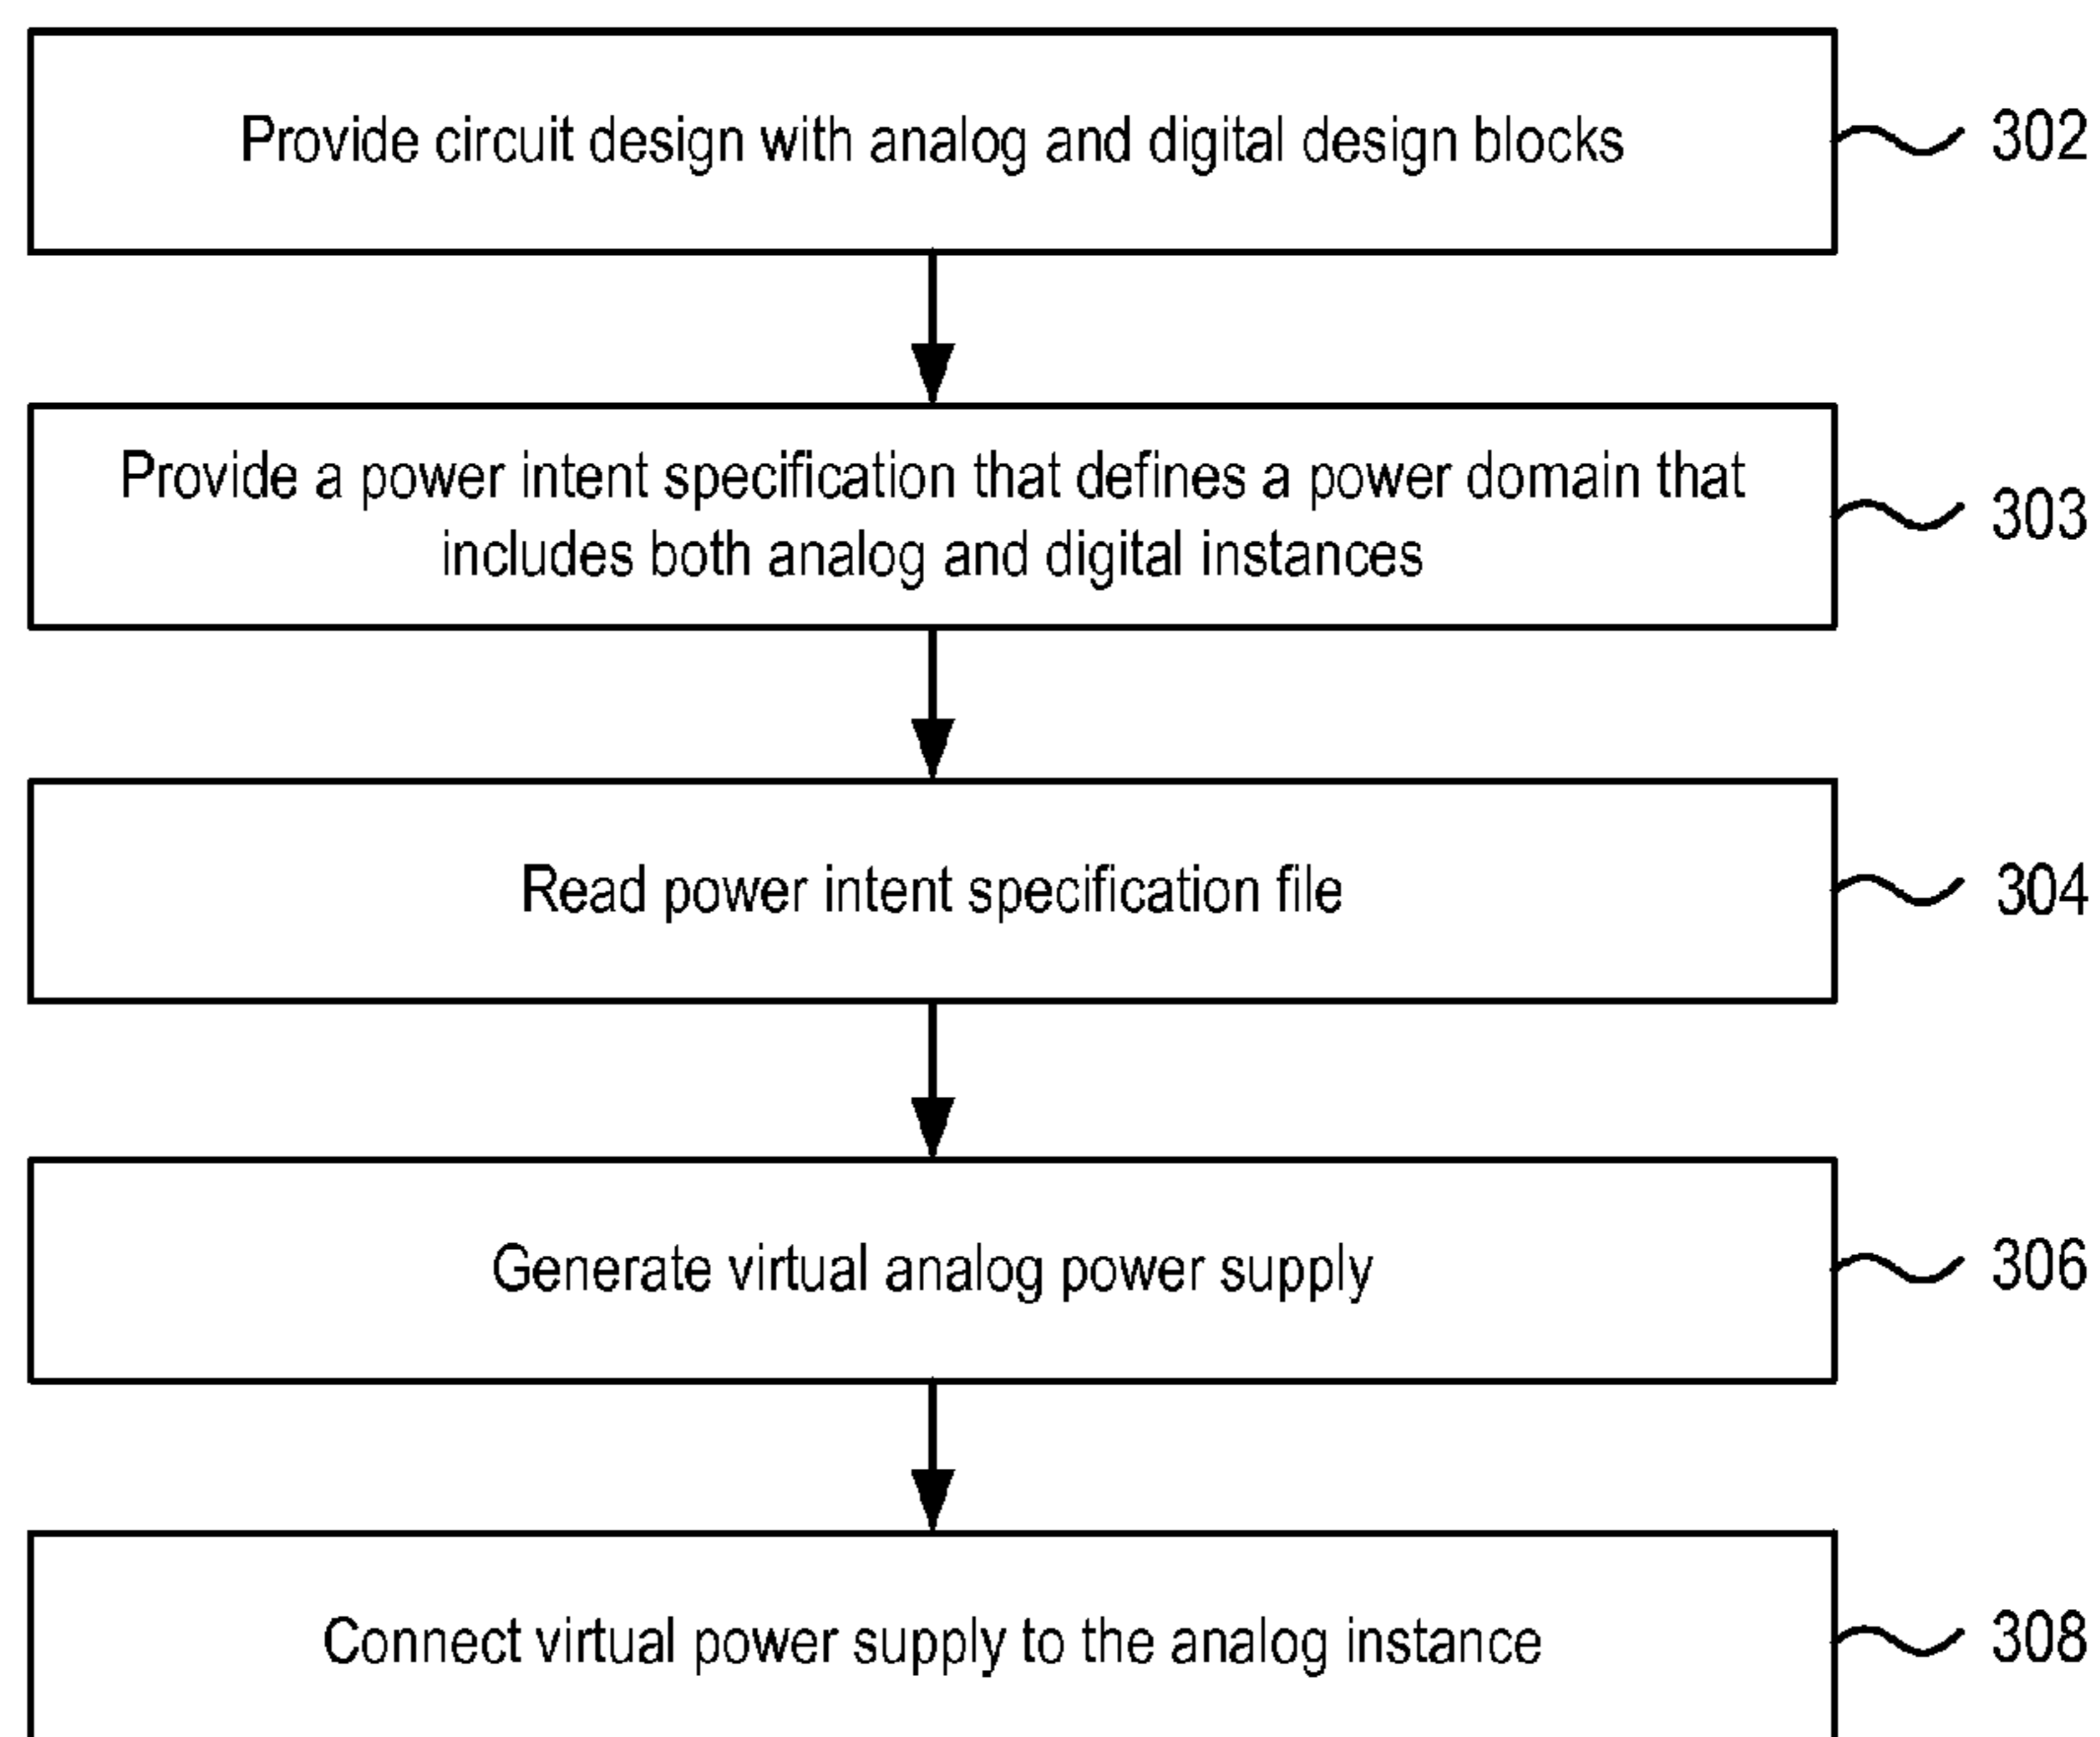 Provide circuit design with analog and digital design blocks
302
Provide a power intent specification that defines a power domain that
includes both analog and digital instances
303
Read power intent specification file
304
Generate virtual analog power supply
306
Connect virtual power supply to the analog instance
308